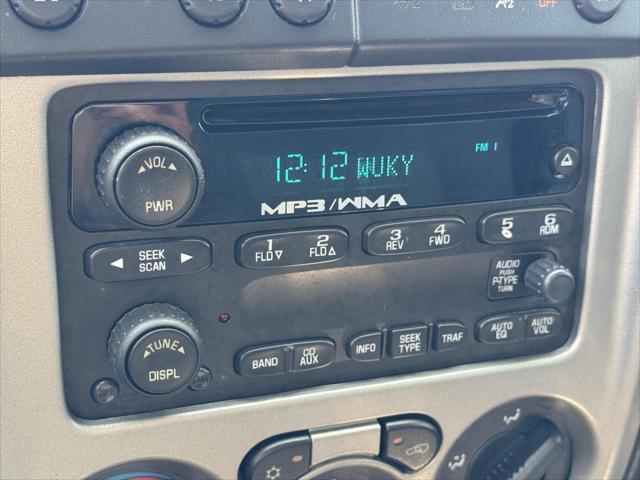 OFF
12:12 WUKY
FM 1
VOL
PWR
MP3/WMA
SEEK
SCAN
1
FLD ▽
2
FLD △
3
REV
4
FWD
5
6
RDM
AUDIO
PUSH
P-TYPE
TURN
TUNE
DISPL
BAND
CD
AUX
INFO
SEEK
TYPE
TRAF
AUTO
EQ
AUTO
VOL